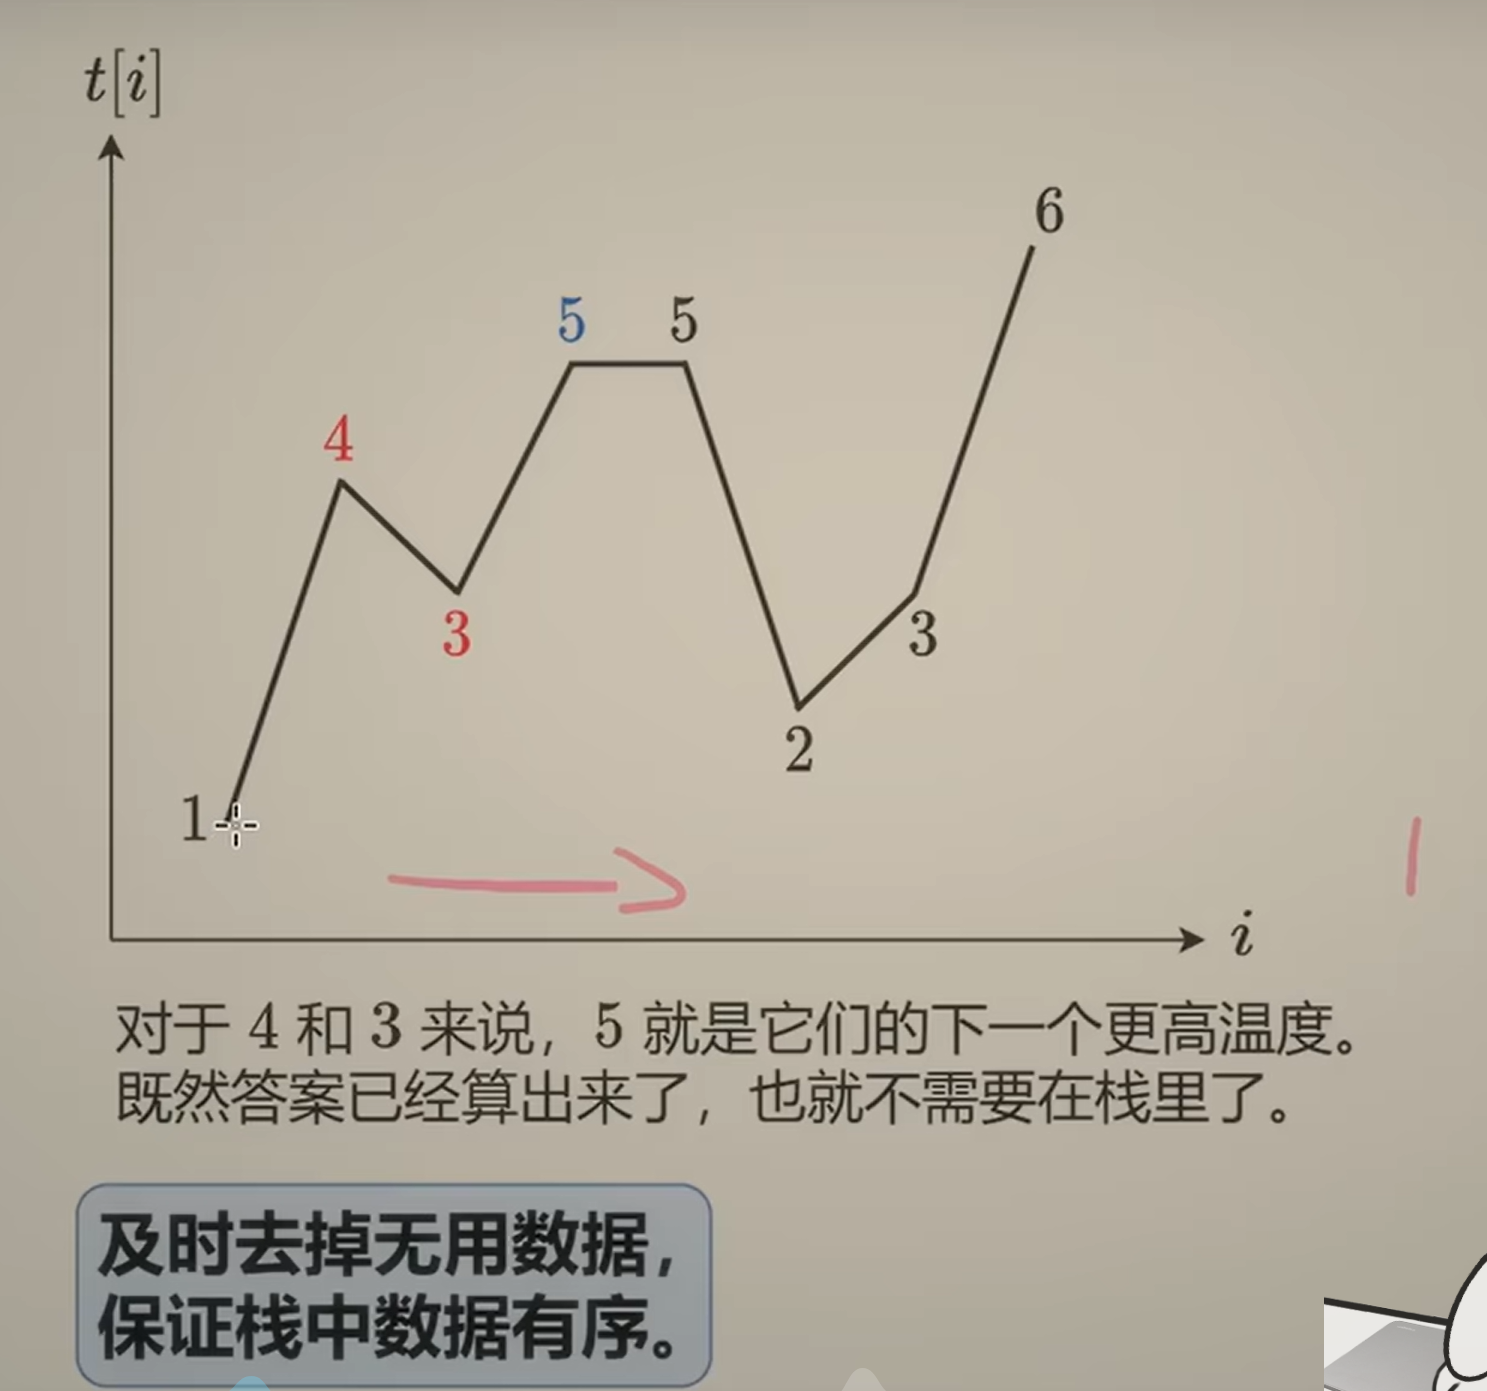 t[i]
6
5 5
4
3 3
2
1
i
对于 4 和 3 来说，5 就是它们的下一个更高温度。
既然答案已经算出来了，也就不需要在栈里了。
及时去掉无用数据，
保证栈中数据有序。